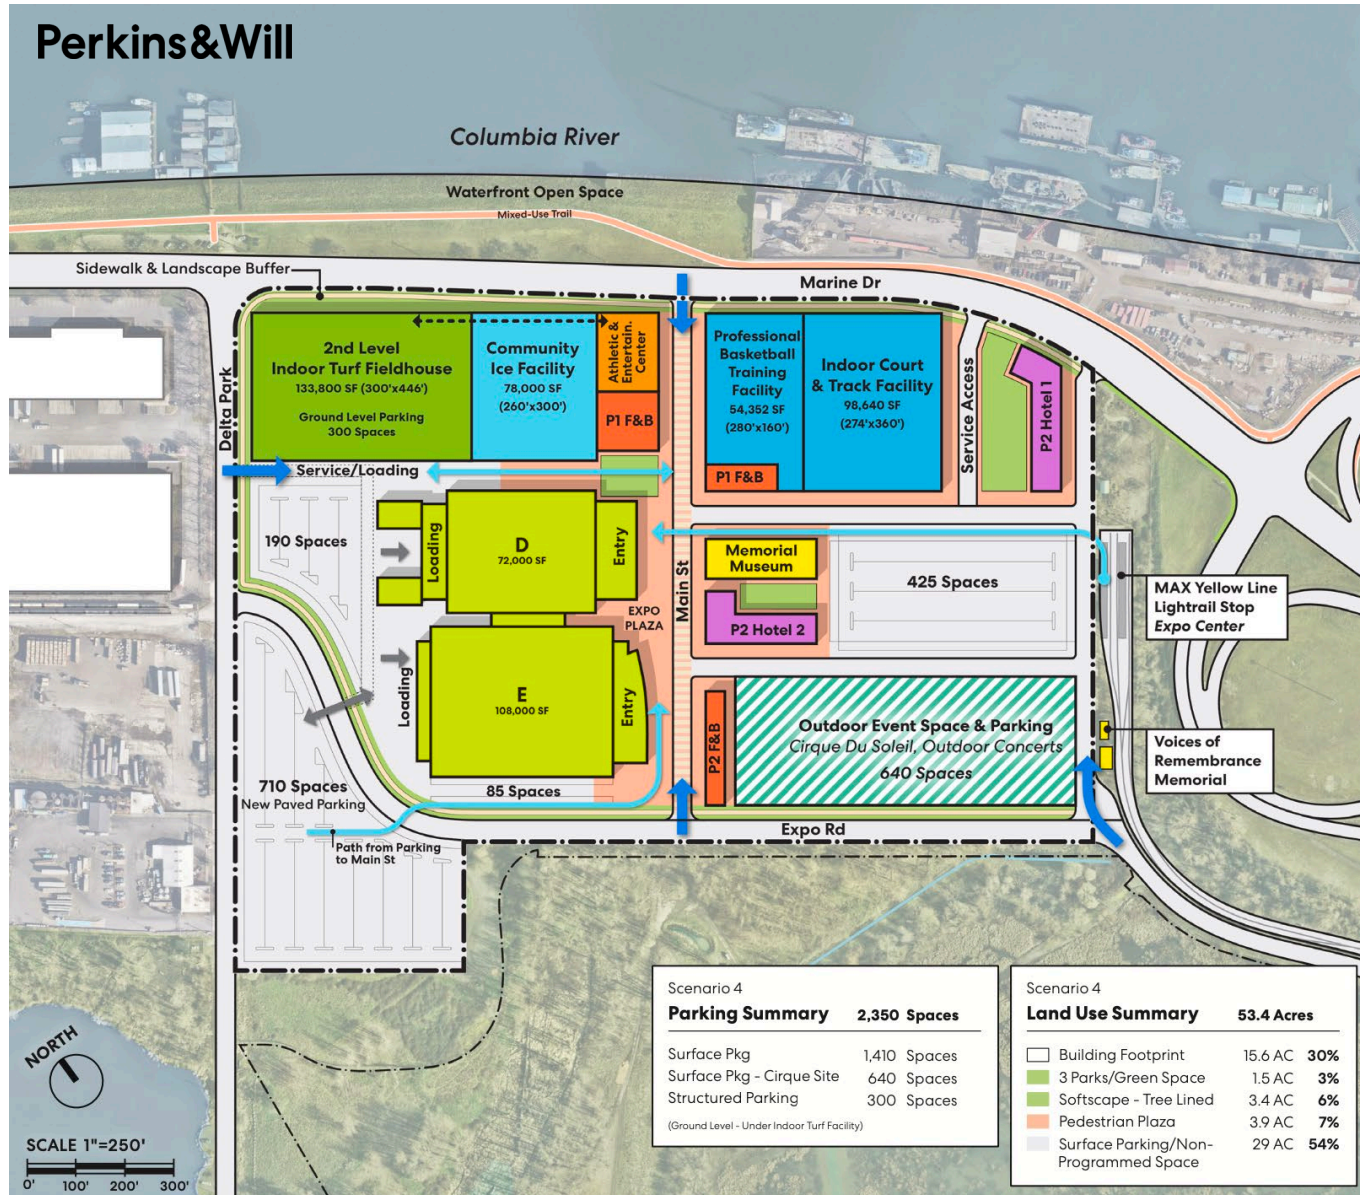 Perkins&Will
Columbia River
Waterfront Open Space
Mixed-Use Trail
Sidewalk & Landscape Buffer
Marine Dr
Delta Park
2nd Level
Indoor Turf Fieldhouse
133,800 SF (300'x446')
Ground Level Parking
300 Spaces
Community
Ice Facility
78,000 SF
(260'x300')
Athletic &
Entertain.
Center
P1 F&B
Professional
Basketball
Training
Facility
54,352 SF
(280'x160')
P1 F&B
Indoor Court
& Track Facility
98,640 SF
(274'x360')
Service Access
P2 Hotel 1
Service/Loading
190 Spaces
Loading
D
72,000 SF
Entry
EXPO
PLAZA
Main St
Memorial
Museum
P2 Hotel 2
425 Spaces
MAX Yellow Line
Lightrail Stop
Expo Center
Loading
E
108,000 SF
Entry
P2 F&B
Outdoor Event Space & Parking
Cirque Du Soleil, Outdoor Concerts
640 Spaces
Voices of
Remembrance
Memorial
710 Spaces
New Paved Parking
85 Spaces
Path from Parking
to Main St
Expo Rd
NORTH
SCALE 1"=250'
0' 100' 200' 300'
Scenario 4
Parking Summary 2,350 Spaces
Surface Pkg 1,410 Spaces
Surface Pkg - Cirque Site 640 Spaces
Structured Parking 300 Spaces
(Ground Level - Under Indoor Turf Facility)
Scenario 4
Land Use Summary 53.4 Acres
Building Footprint 15.6 AC 30%
3 Parks/Green Space 1.5 AC 3%
Softscape - Tree Lined 3.4 AC 6%
Pedestrian Plaza 3.9 AC 7%
Surface Parking/Non- 29 AC 54%
Programmed Space